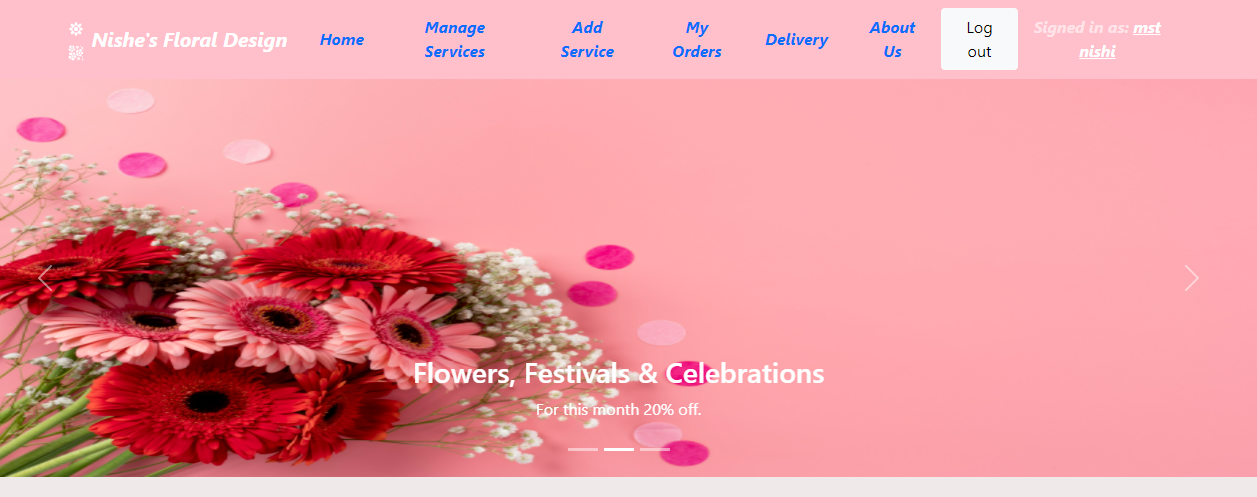 Nishe's Floral Design
Home
Manage
Services
Add
Service
My
Orders
Delivery
About
Us
Log
out
Signed in as: mst
nishi
Flowers, Festivals & Celebrations
For this month 20% off.